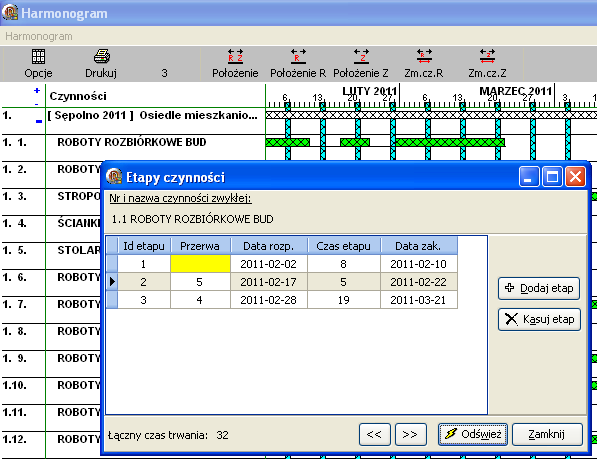 Harmonogram
Harmonogram
Opcje Drukuj 3 Położenie Położenie R Położenie Z Zm.cz.R Zm.cz.Z
Czynności
LUTY 2011 MARZEC 2011
6, 13, 20, 27, 6, 13, 20, 27, 3,
1. [ Sępolno 2011 ] Osiedle mieszkanio...
1. 1. ROBOTY ROZBIÓRKOWE BUD
1. 2. ROBOTY
1. 3. STROPO
1. 4. ŚCIANKI
1. 5. STOLAR
1. 6. ROBOTY
1. 7. ROBOTY
1. 8. ROBOTY
1. 9. ROBOTY
1.10. ROBOTY
1.11. ROBOTY
1.12. ROBOTY
Etapy czynności
Nr i nazwa czynności zwykłej:
1.1 ROBOTY ROZBIÓRKOWE BUD
Id etapu Przerwa Data rozp. Czas etapu Data zak.
1 2011-02-02 8 2011-02-10
2 5 2011-02-17 5 2011-02-22
3 4 2011-02-28 19 2011-03-21
Dodaj etap
Kasuj etap
Łączny czas trwania: 32
<< >> Odśwież Zamknij